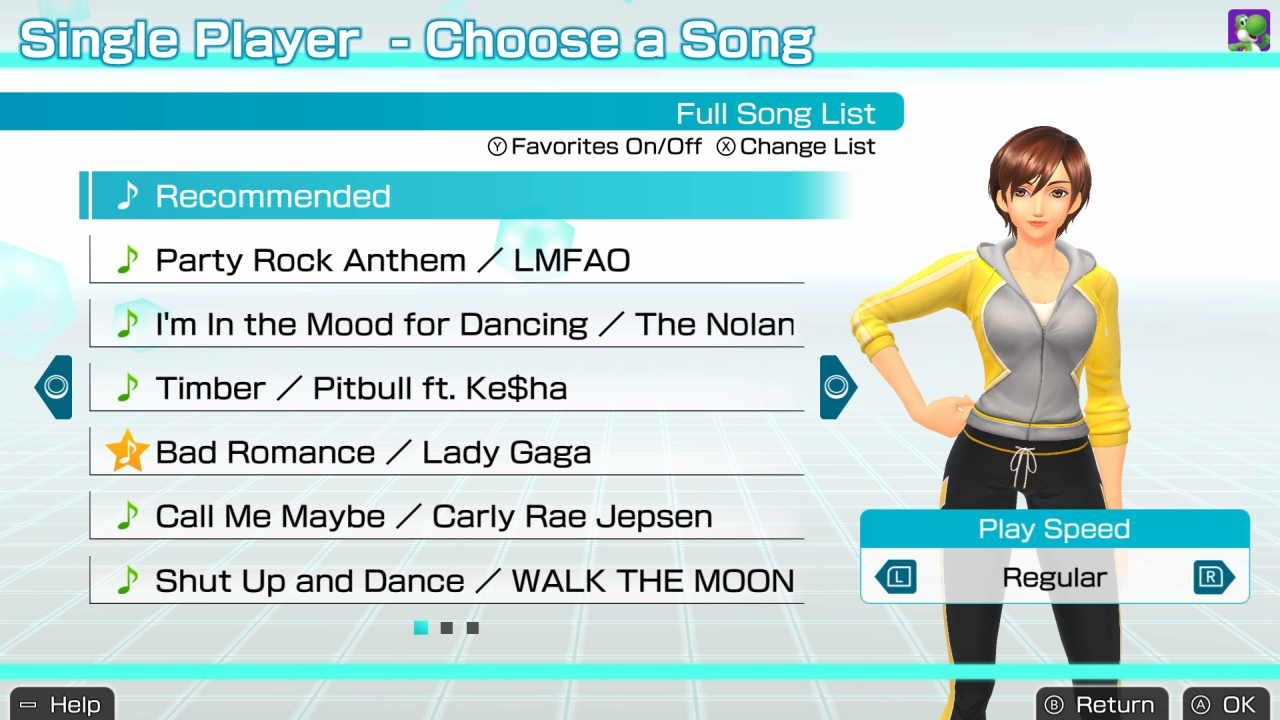 Single Player - Choose a Song
Full Song List
Ⓨ Favorites On/Off Ⓧ Change List
Recommended
Party Rock Anthem ／ LMFAO
I'm In the Mood for Dancing ／ The Nolan
Timber ／ Pitbull ft. Ke$ha
Bad Romance ／ Lady Gaga
Call Me Maybe ／ Carly Rae Jepsen
Shut Up and Dance ／ WALK THE MOON
Play Speed
L Regular R
Help
Ⓑ Return Ⓐ OK